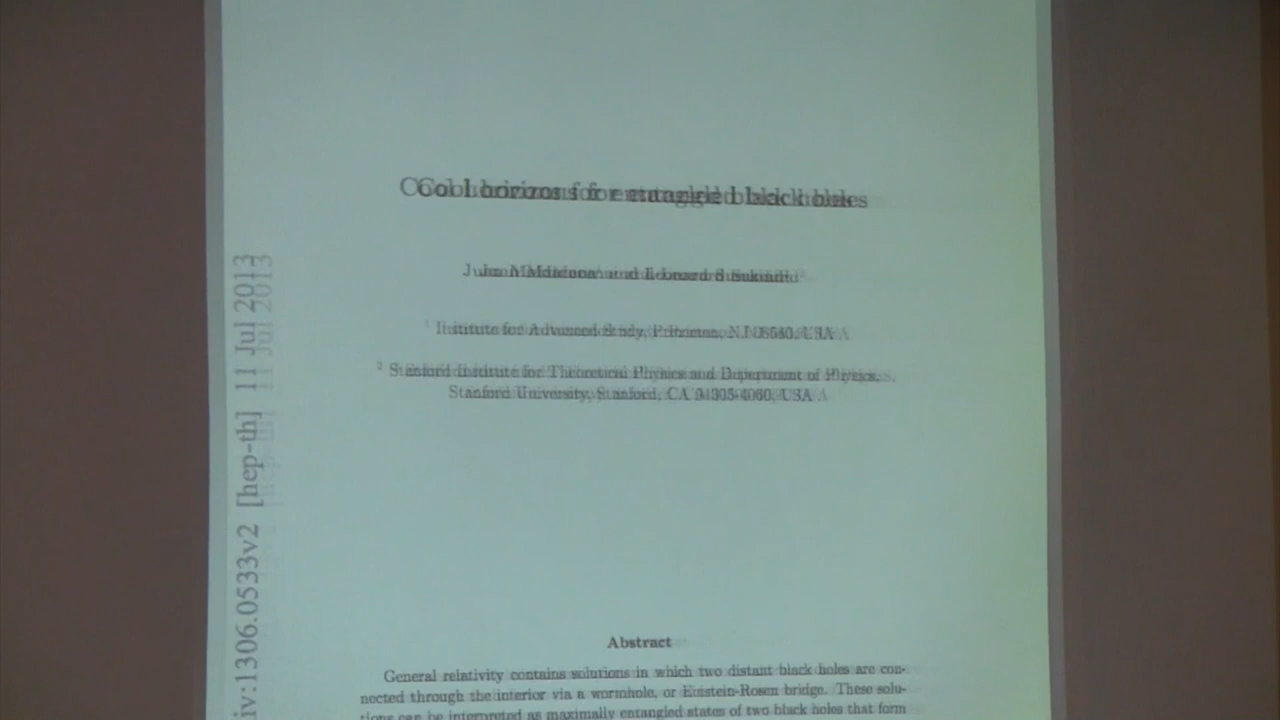 Cool horizons for entangled black holes
Juan Maldacena and Leonard Susskind
1 Institute for Advanced Study, Princeton, NJ 08540, USA
2 Stanford Institute for Theoretical Physics and Department of Physics,
Stanford University, Stanford, CA 94305-4060, USA
iv:1306.0533v2 [hep-th] 11 Jul 2013
Abstract
General relativity contains solutions in which two distant black holes are con-
nected through the interior via a wormhole, or Einstein-Rosen bridge. These solu-
tions can be interpreted as maximally entangled states of two black holes that form